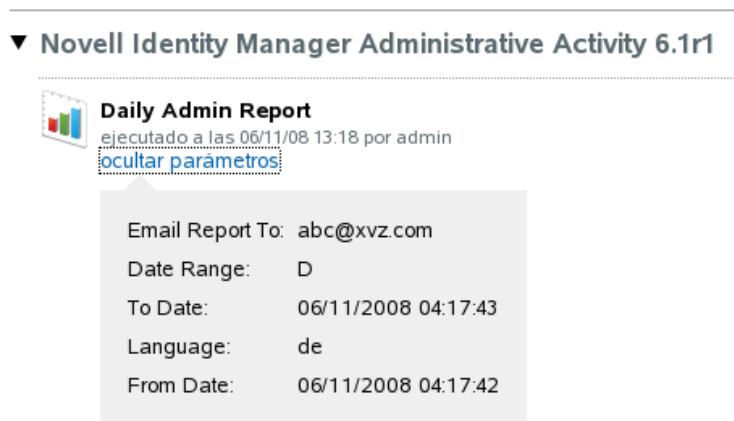 Novell Identity Manager Administrative Activity 6.1r1
Daily Admin Report
ejecutado a las 06/11/08 13:18 por admin
ocultar parámetros
Email Report To: abc@xvz.com
Date Range: D
To Date: 06/11/2008 04:17:43
Language: de
From Date: 06/11/2008 04:17:42